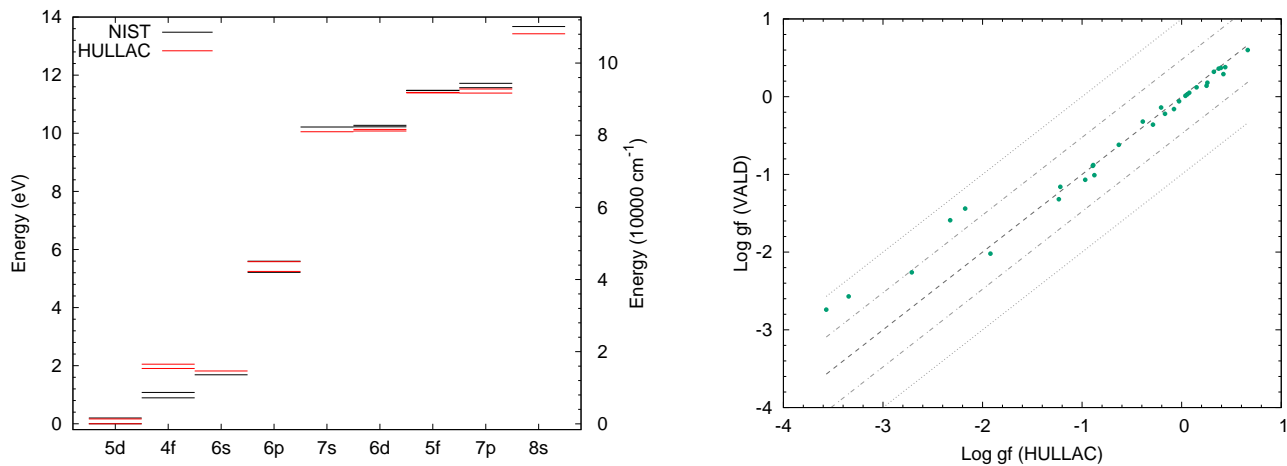 NIST
HULLAC
Energy (eV)
14
12
10
8
6
4
2
0
5d 4f 6s 6p 7s 6d 5f 7p 8s
10
8
6
4
2
0
Energy (10000 cm-1)
Log gf (VALD)
1
0
-1
-2
-3
-4
-4 -3 -2 -1 0 1
Log gf (HULLAC)